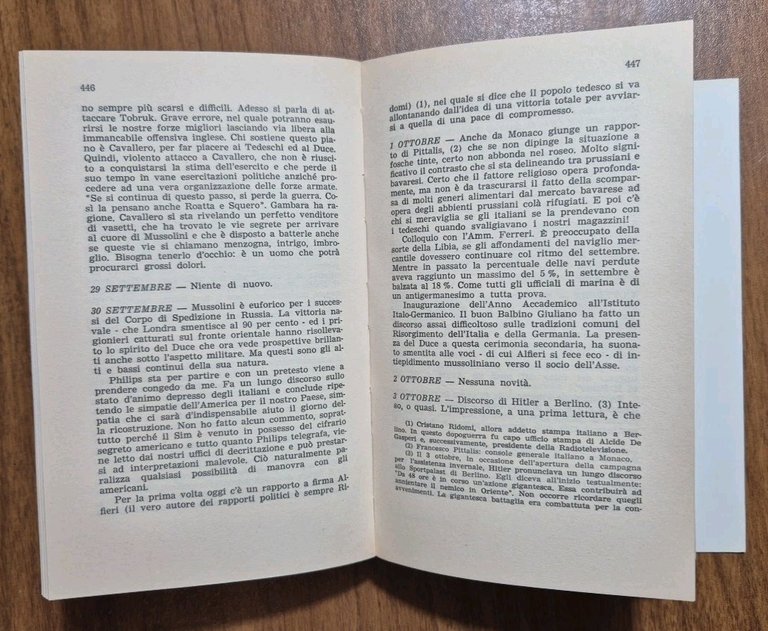 446
no sempre più scarsi e difficili. Adesso si parla di at-
taccare Tobruk. Grave errore, nel quale potranno esau-
rirsi le nostre forze migliori lasciando via libera alla
immancabile offensiva inglese. Chi sostiene questo pia-
no è Cavallero, per far piacere ai Tedeschi ed al Duce.
Quindi, violento attacco a Cavallero, che non è riusci-
to a conquistarsi la stima dell'esercito e che perde il
suo tempo in vane esercitazioni politiche anziché pro-
cedere ad una vera organizzazione delle forze armate.
"Se si continua di questo passo, si perde la guerra. Co-
sì la pensano anche Roatta e Squero". Gambara ha ra-
gione. Cavallero si sta rivelando un perfetto venditore
di vasetti, che ha trovato le vie segrete per arrivare
al cuore di Mussolini e che è disposto a batterle anche
se queste vie si chiamano menzogna, intrigo, imbro-
glio. Bisogna tenerlo d'occhio: è un uomo che potrà
procurarci grossi dolori.
29 SETTEMBRE — Niente di nuovo.
30 SETTEMBRE — Mussolini è euforico per i succes-
si del Corpo di Spedizione in Russia. La vittoria na-
vale - che Londra smentisce al 90 per cento - ed i pri-
gionieri catturati sul fronte orientale hanno risolleva-
to lo spirito del Duce che ora vede prospettive brillan-
ti anche sotto l'aspetto militare. Ma questi son gli al-
ti e bassi continui della sua natura.
Philips sta per partire e con un pretesto viene a
prender congedo da me. Fa un lungo discorso sullo
stato d'animo depresso degli italiani e conclude ripe-
tendo le simpatie dell'America per il nostro Paese, sim-
patia che ci sarà d'indispensabile aiuto il giorno del-
la ricostruzione. Non ho fatto alcun commento, soprat-
tutto perché il Sim è venuto in possesso del cifrario
segreto americano e tutto quanto Philips telegrafa, vie-
ne letto dai nostri uffici di decrittazione e può prestar-
si ad interpretazioni malevole. Ciò naturalmente pa-
ralizza qualsiasi possibilità di manovra con gli
americani.
Per la prima volta oggi c'è un rapporto a firma Al-
fieri (il vero autore dei rapporti politici è sempre Ri-
447
domi) (1), nel quale si dice che il popolo tedesco si va
allontanando dall'idea di una vittoria totale per avviar-
si a quella di una pace di compromesso.
1 OTTOBRE — Anche da Monaco giunge un rappor-
to di Pittalis, (2) che se non dipinge la situazione a
fosche tinte, certo non abbonda nel roseo. Molto signi-
ficativo il contrasto che si sta delineando tra prussiani e
bavaresi. Certo che il fattore religioso opera profonda-
mente, ma non è da trascurarsi il fatto della scompar-
sa di molti generi alimentari dal mercato bavarese ad
opera degli abbienti prussiani colà rifugiati. E poi c'è
chi si meraviglia se gli italiani se la prendevano con
i tedeschi quando svaligiavano i nostri magazzini!
Colloquio con l'Amm. Ferreri. È preoccupato della
sorte della Libia, se gli affondamenti del naviglio mer-
cantile dovessero continuare col ritmo del settembre.
Mentre in passato la percentuale delle navi perdute
aveva raggiunto un massimo del 5 %, in settembre è
balzata al 18 %. Come tutti gli ufficiali di marina è di
un antigermanesimo a tutta prova.
Inaugurazione dell'Anno Accademico all'Istituto
Italo-Germanico. Il buon Balbino Giuliano ha fatto un
discorso assai difficoltoso sulle tradizioni comuni del
Risorgimento dell'Italia e della Germania. La presen-
za del Duce a questa cerimonia secondaria, ha suona-
to smentita alle voci - di cui Alfieri si fece eco - di in-
tiepidimento mussoliniano verso il socio dell'Asse.
2 OTTOBRE — Nessuna novità.
3 OTTOBRE — Discorso di Hitler a Berlino. (3) Inte-
so, o quasi. L'impressione, a una prima lettura, è che
(1) Cristano Ridomi, allora addetto stampa italiano a Ber-
lino. In questo dopoguerra fu capo ufficio stampa di Alcide De
Gasperi e, successivamente, presidente della Radiotelevisione.
(2) Francesco Pittalis: console generale italiano a Monaco.
(3) Il 3 ottobre, in occasione dell'apertura della campagna
per l'assistenza invernale, Hitler pronunciava un lungo discorso
allo Sportpalast di Berlino. Egli diceva all'inizio testualmente:
"Da 48 ore è in corso un'azione gigantesca. Essa contribuirà ad
annientare il nemico in Oriente". Non occorre ricordare quegli
avvenimenti. La gigantesca battaglia era combattuta per la con-